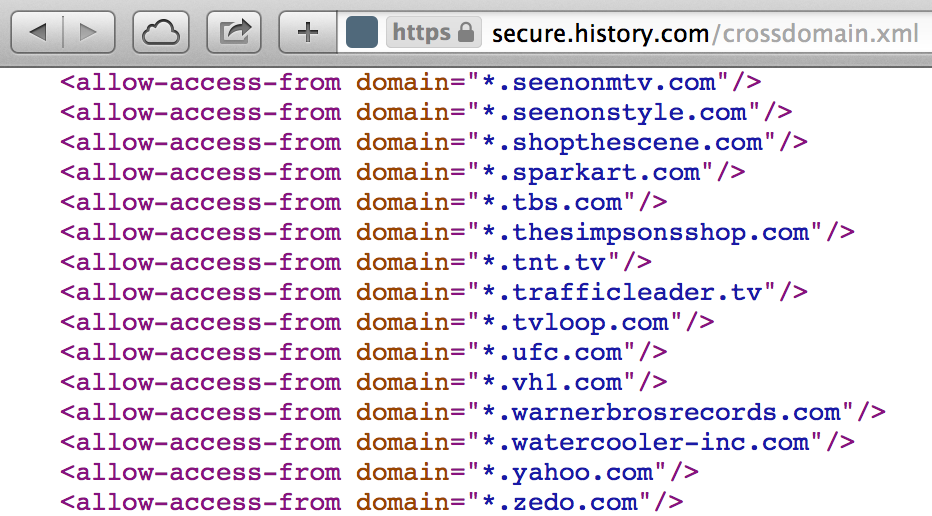 https secure.history.com/crossdomain.xml
<allow-access-from domain="*.seenonmtv.com"/>
<allow-access-from domain="*.seenonstyle.com"/>
<allow-access-from domain="*.shopthescene.com"/>
<allow-access-from domain="*.sparkart.com"/>
<allow-access-from domain="*.tbs.com"/>
<allow-access-from domain="*.thesimpsonsshop.com"/>
<allow-access-from domain="*.tnt.tv"/>
<allow-access-from domain="*.trafficleader.tv"/>
<allow-access-from domain="*.tvloop.com"/>
<allow-access-from domain="*.ufc.com"/>
<allow-access-from domain="*.vh1.com"/>
<allow-access-from domain="*.warnerbrosrecords.com"/>
<allow-access-from domain="*.watercooler-inc.com"/>
<allow-access-from domain="*.yahoo.com"/>
<allow-access-from domain="*.zedo.com"/>